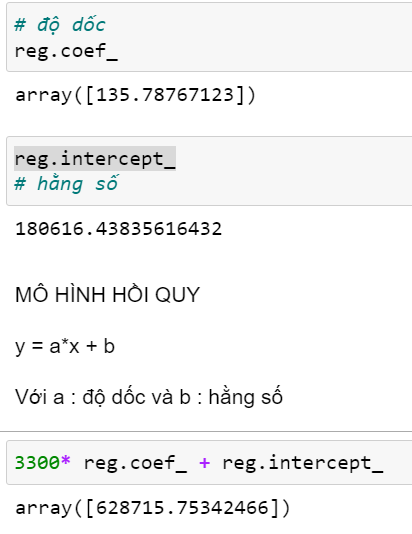 # độ dốc
reg.coef_
array([135.78767123])
reg.intercept_
# hằng số
180616.43835616432
MÔ HÌNH HỒI QUY
y = a*x + b
Với a : độ dốc và b : hằng số
3300* reg.coef_ + reg.intercept_
array([628715.75342466])